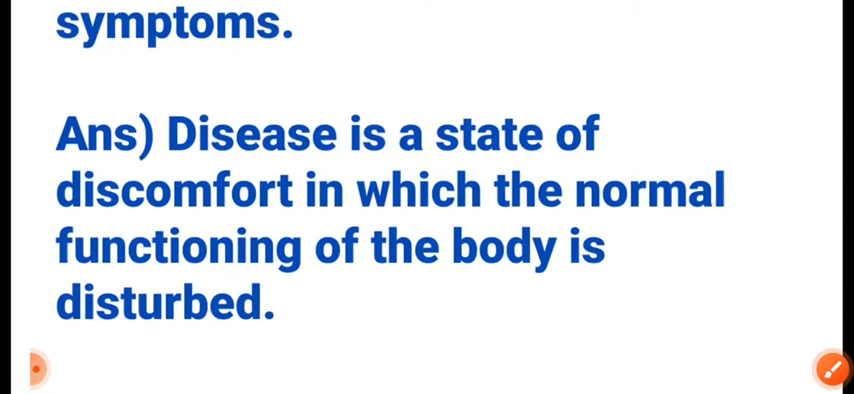 symptoms.
Ans) Disease is a state of
discomfort in which the normal
functioning of the body is
disturbed.